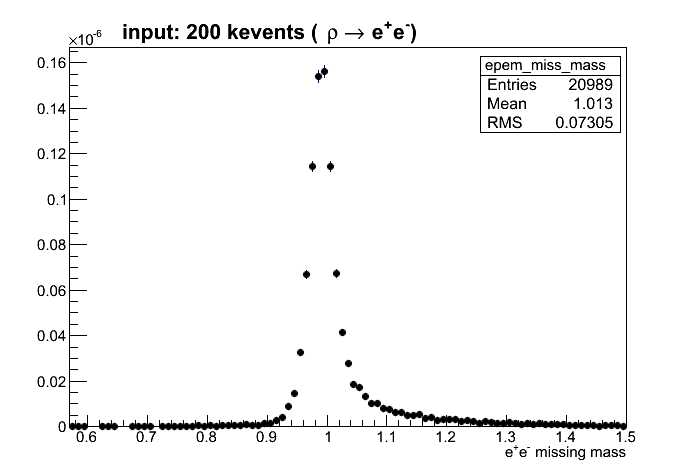 input: 200 kevents ( ρ → e⁺e⁻)
×10⁻⁶
epem_miss_mass
Entries 20989
Mean 1.013
RMS 0.07305
0.16
0.14
0.12
0.1
0.08
0.06
0.04
0.02
0
0.6 0.7 0.8 0.9 1 1.1 1.2 1.3 1.4 1.5
e⁺e⁻ missing mass